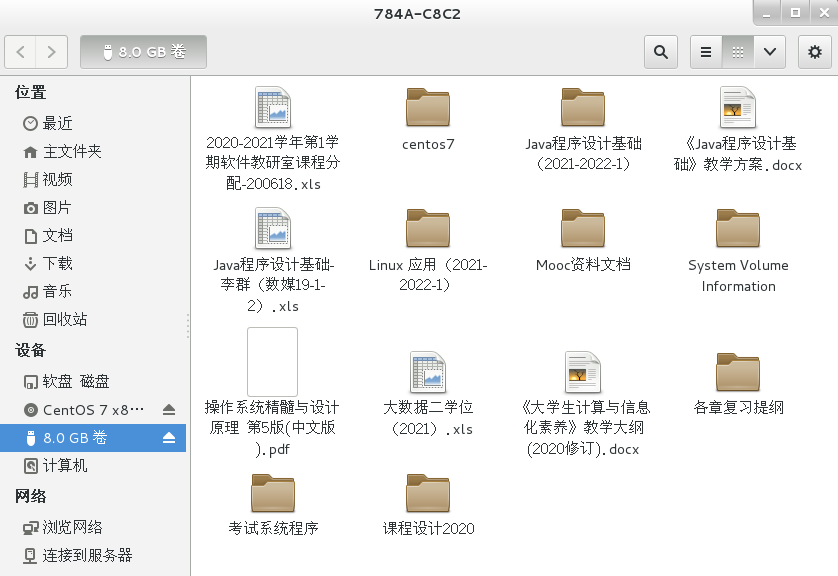 784A-C8C2
8.0 GB 卷
位置
最近
主文件夹
视频
图片
文档
下载
音乐
回收站
设备
软盘 磁盘
CentOS 7 x8…
8.0 GB 卷
计算机
网络
浏览网络
连接到服务器
2020-2021学年第1学
期软件教研室课程分
配-200618.xls
centos7
Java程序设计基础
（2021-2022-1）
《Java程序设计基
础》教学方案.docx
Java程序设计基础-
李群（数媒19-1-
2）.xls
Linux 应用（2021-
2022-1）
Mooc资料文档
System Volume
Information
操作系统精髓与设计
原理 第5版(中文版
).pdf
大数据二学位
（2021）.xls
《大学生计算与信息
化素养》教学大纲
(2020修订).docx
各章复习提纲
考试系统程序
课程设计2020